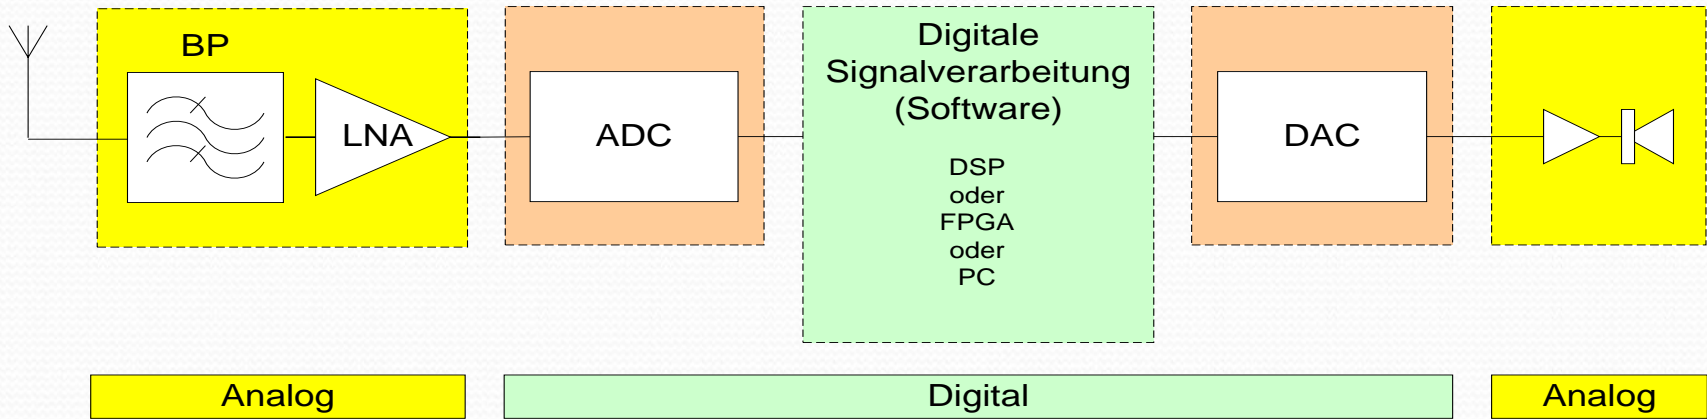 BP
LNA
ADC
Digitale
Signalverarbeitung
(Software)
DSP
oder
FPGA
oder
PC
DAC
Analog
Digital
Analog